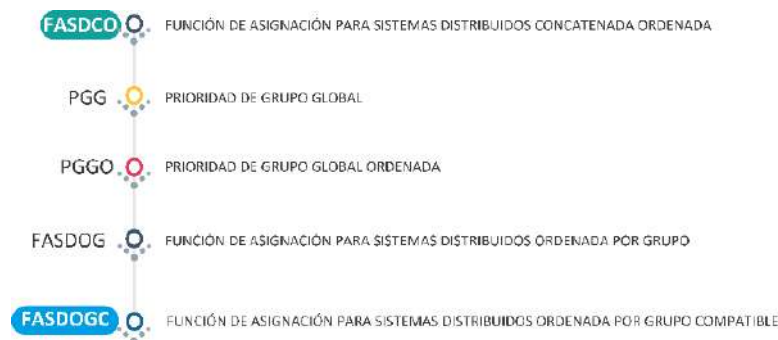 FASDCO FUNCIÓN DE ASIGNACIÓN PARA SISTEMAS DISTRIBUIDOS CONCATENADA ORDENADA
PGG PRIORIDAD DE GRUPO GLOBAL
PGGO PRIORIDAD DE GRUPO GLOBAL ORDENADA
FASDOG FUNCIÓN DE ASIGNACIÓN PARA SISTEMAS DISTRIBUIDOS ORDENADA POR GRUPO
FASDOGC FUNCIÓN DE ASIGNACIÓN PARA SISTEMAS DISTRIBUIDOS ORDENADA POR GRUPO COMPATIBLE